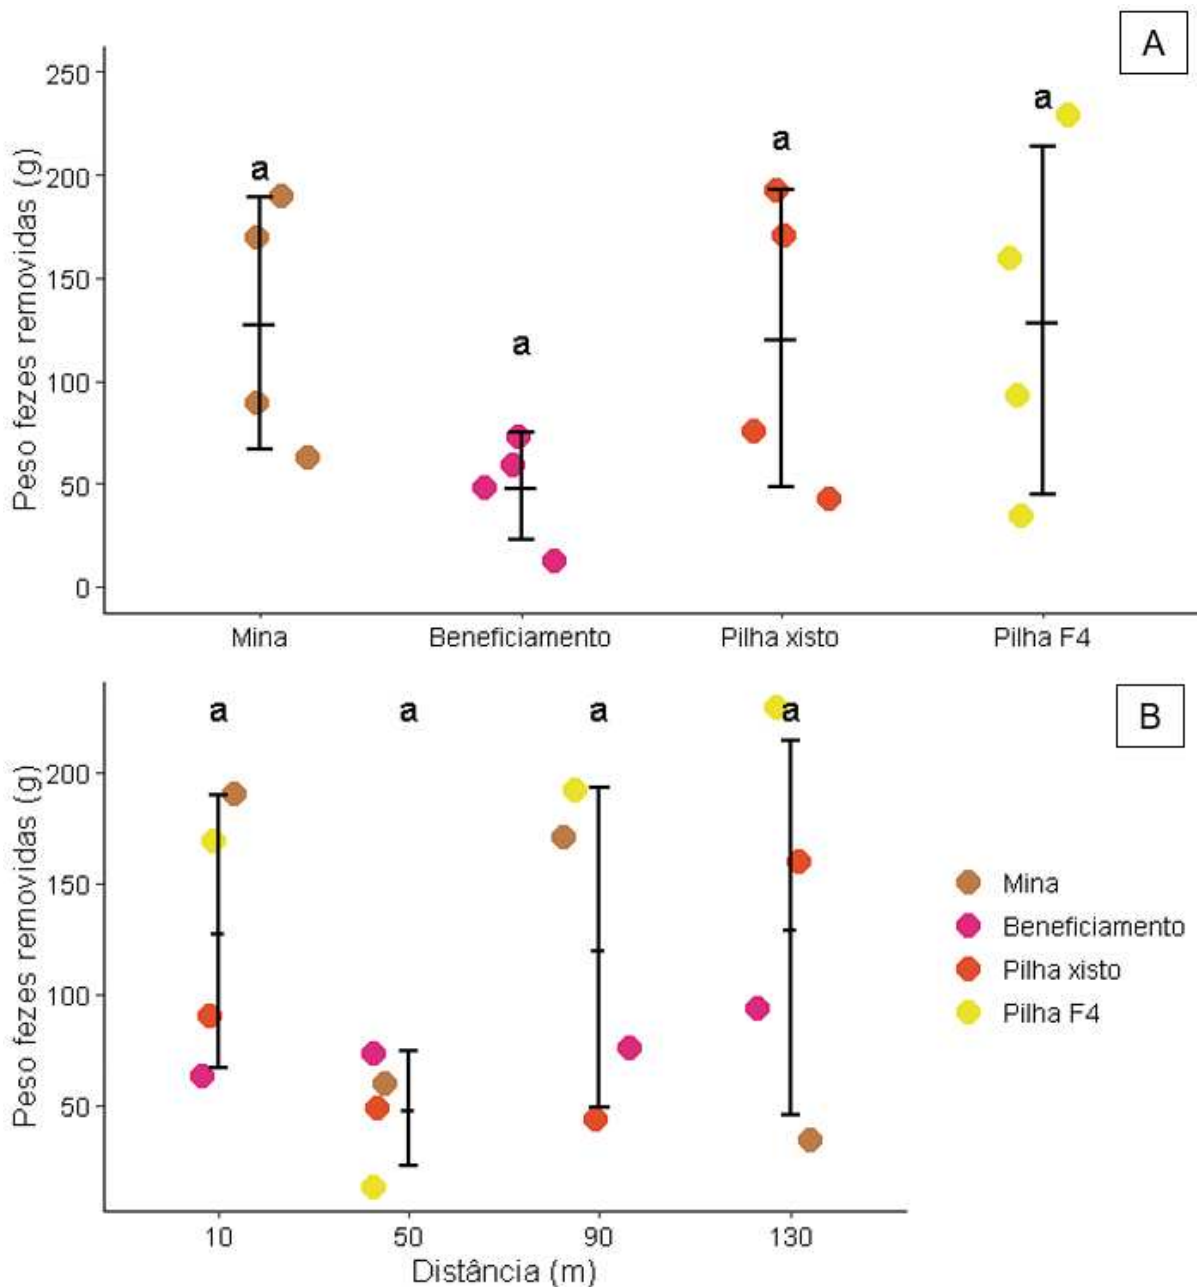 A
Peso fezes removidas (g)
250
200
150
100
50
0
a
a
a
a
Mina
Beneficiamento
Pilha xisto
Pilha F4
B
Peso fezes removidas (g)
200
150
100
50
a
a
a
a
10
50
90
130
Distância (m)
Mina
Beneficiamento
Pilha xisto
Pilha F4